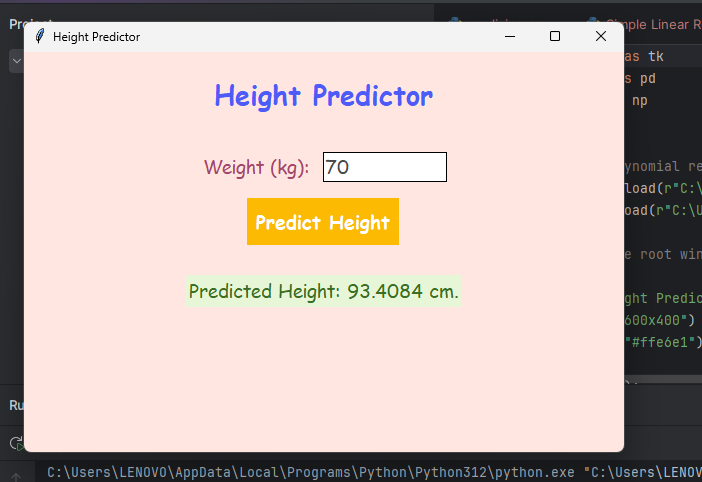 Project
Height Predictor
Simple Linear R
as tk
s pd
np
Height Predictor
Weight (kg): 70
ynomial re
load(r"C:\
Predict Height
oad(r"C:\U
e root win
Predicted Height: 93.4084 cm.
ght Predic
600x400")
"#ffe6e1")
Ru
C:\Users\LENOVO\AppData\Local\Programs\Python\Python312\python.exe "C:\Users\LENOV